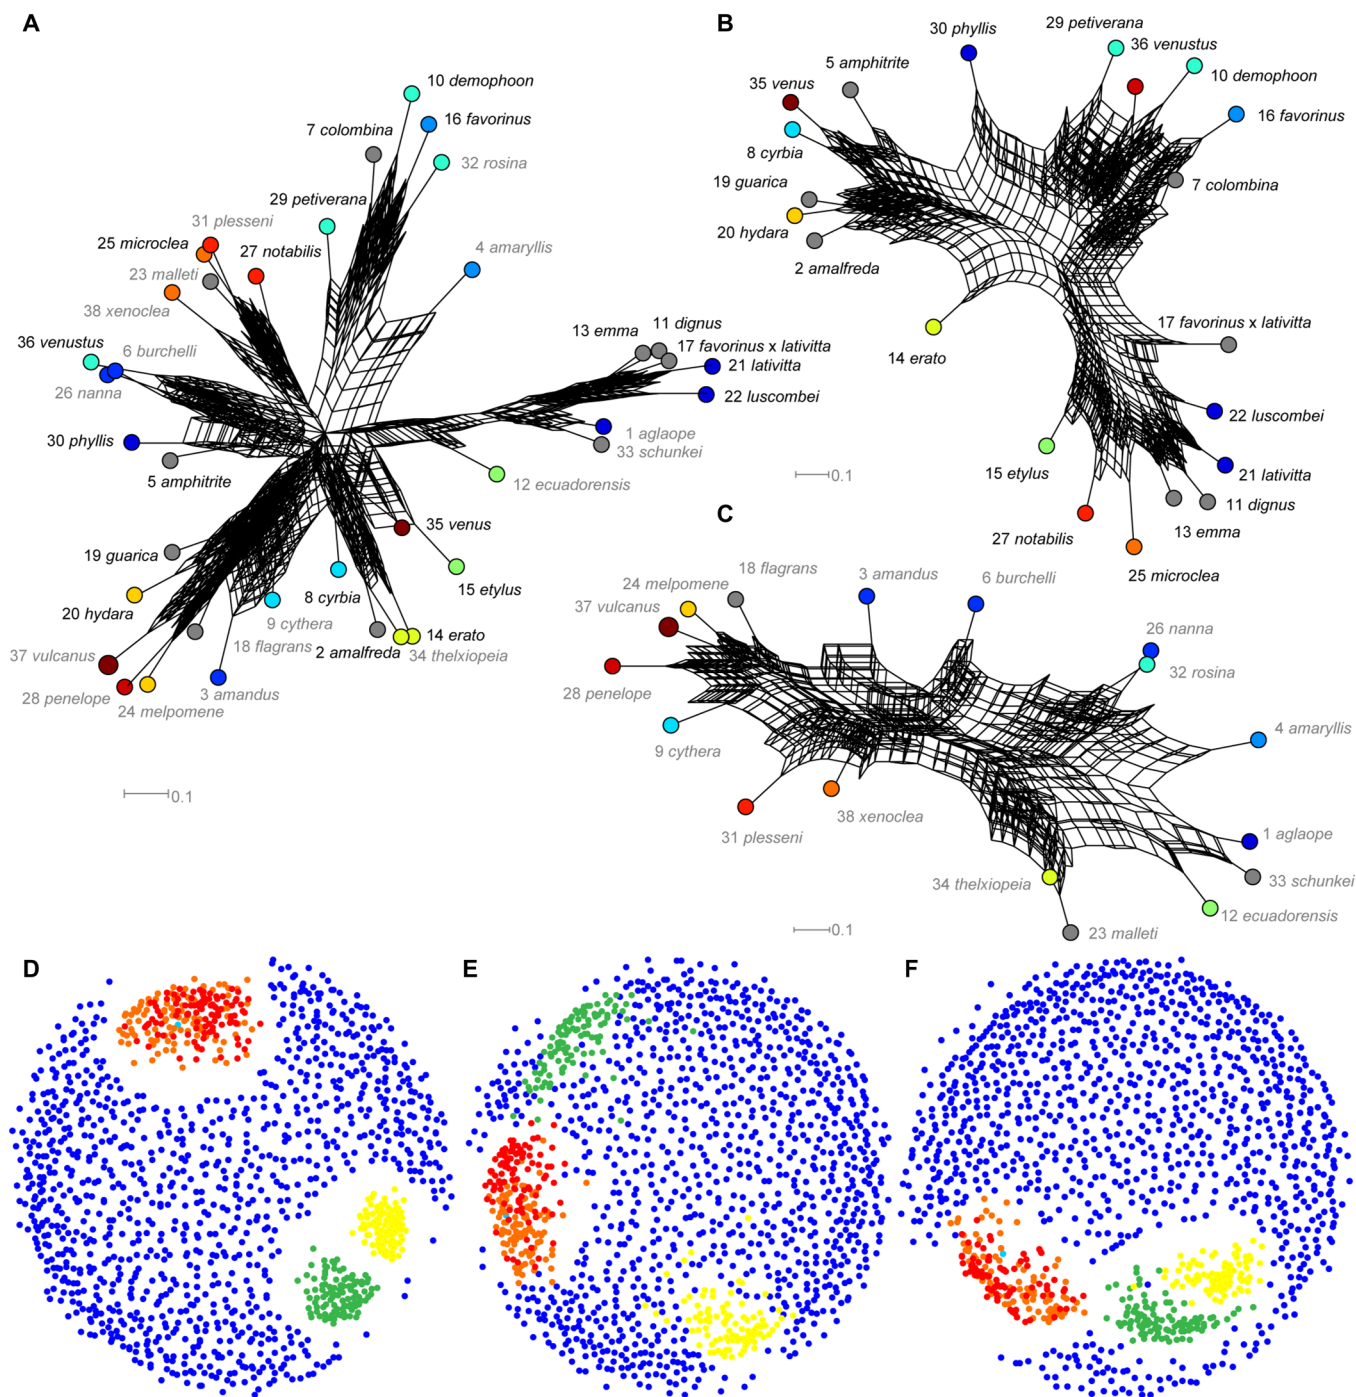 A
10 demophoon
16 favorinus
7 colombina
32 rosina
29 petiverana
31 plesseni
25 microclea
27 notabilis
4 amaryllis
23 malleti
38 xenoclea
11 dignus
13 emma
17 favorinus x lativitta
36 venustus
6 burchelli
21 lativitta
26 nanna
22 luscombei
30 phyllis
1 aglaope
33 schunkei
5 amphitrite
12 ecuadorensis
35 venus
19 guarica
15 etylus
20 hydara
8 cyrbia
9 cythera
14 erato
18 flagrans
2 amalfreda
34 thelxiopeia
37 vulcanus
3 amandus
28 penelope
24 melpomene
0.1
B
29 petiverana
30 phyllis
36 venustus
5 amphitrite
10 demophoon
35 venus
16 favorinus
8 cyrbia
19 guarica
7 colombina
20 hydara
2 amalfreda
17 favorinus x lativitta
14 erato
22 luscombei
15 etylus
21 lativitta
0.1
11 dignus
13 emma
27 notabilis
25 microclea
C
18 flagrans
3 amandus
6 burchelli
24 melpomene
37 vulcanus
26 nanna
28 penelope
32 rosina
4 amaryllis
9 cythera
38 xenoclea
31 plesseni
1 aglaope
34 thelxiopeia
33 schunkei
12 ecuadorensis
0.1
23 malleti
D
E
F